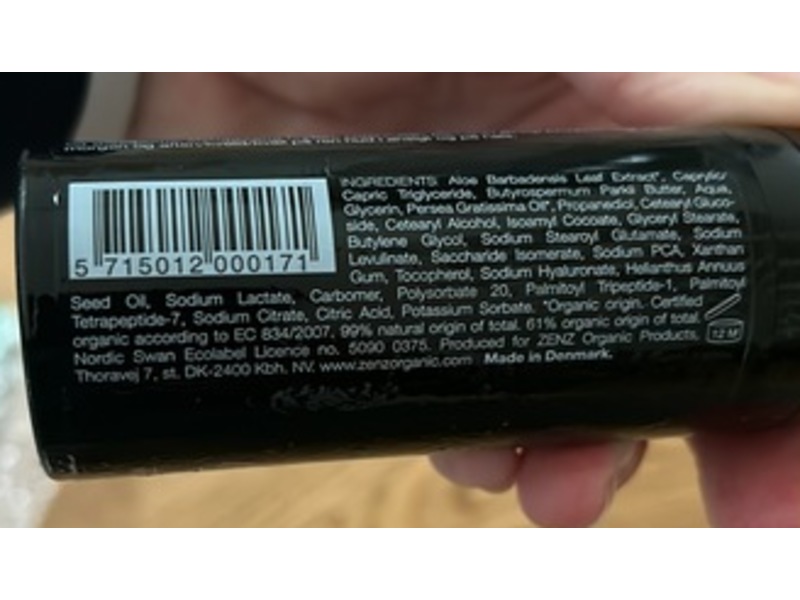 INGREDIENTS: Aloe Barbadensis Leaf Extract*, Caprylic/
Capric Triglyceride, Butyrospermum Parkii Butter, Aqua,
Glycerin, Persea Gratissima Oil*, Propanediol, Cetearyl Gluco-
side, Cetearyl Alcohol, Isoamyl Cocoate, Glyceryl Stearate,
Butylene Glycol, Sodium Stearoyl Glutamate, Sodium
Levulinate, Saccharide Isomerate, Sodium PCA, Xanthan
Gum, Tocopherol, Sodium Hyaluronate, Helianthus Annuus
5 715012 000171
Seed Oil, Sodium Lactate, Carbomer, Polysorbate 20, Palmitoyl Tripeptide-1, Palmitoyl
Tetrapeptide-7, Sodium Citrate, Citric Acid, Potassium Sorbate. *Organic origin. Certified
organic according to EC 834/2007. 99% natural origin of total. 61% organic origin of total.
Nordic Swan Ecolabel Licence no. 5090 0375. Produced for ZENZ Organic Products,
Thoravej 7, st. DK-2400 Kbh. NV. www.zenzorganic.com Made in Denmark.
12 M